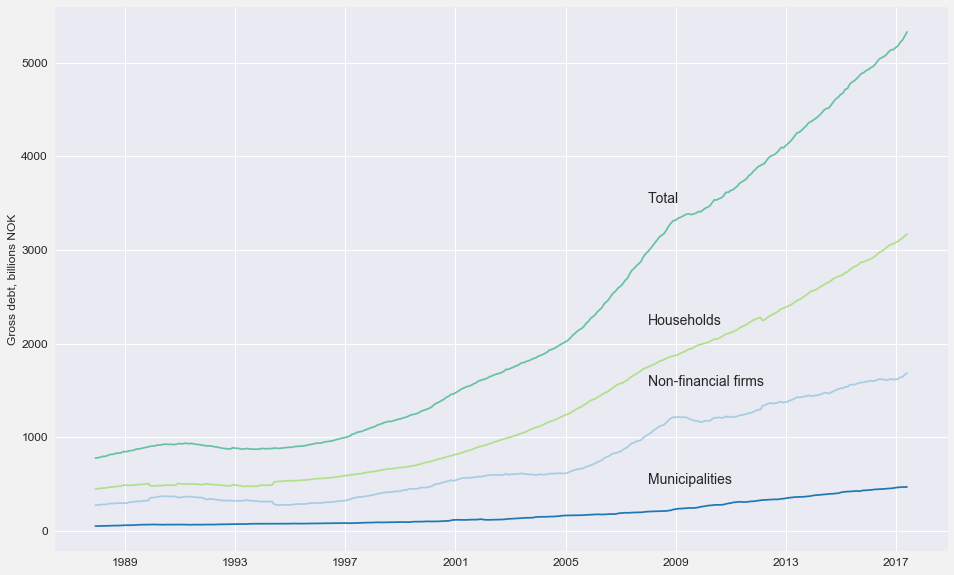 Gross debt, billions NOK
5000
4000
3000
2000
1000
0
Total
Households
Non-financial firms
Municipalities
1989 1993 1997 2001 2005 2009 2013 2017